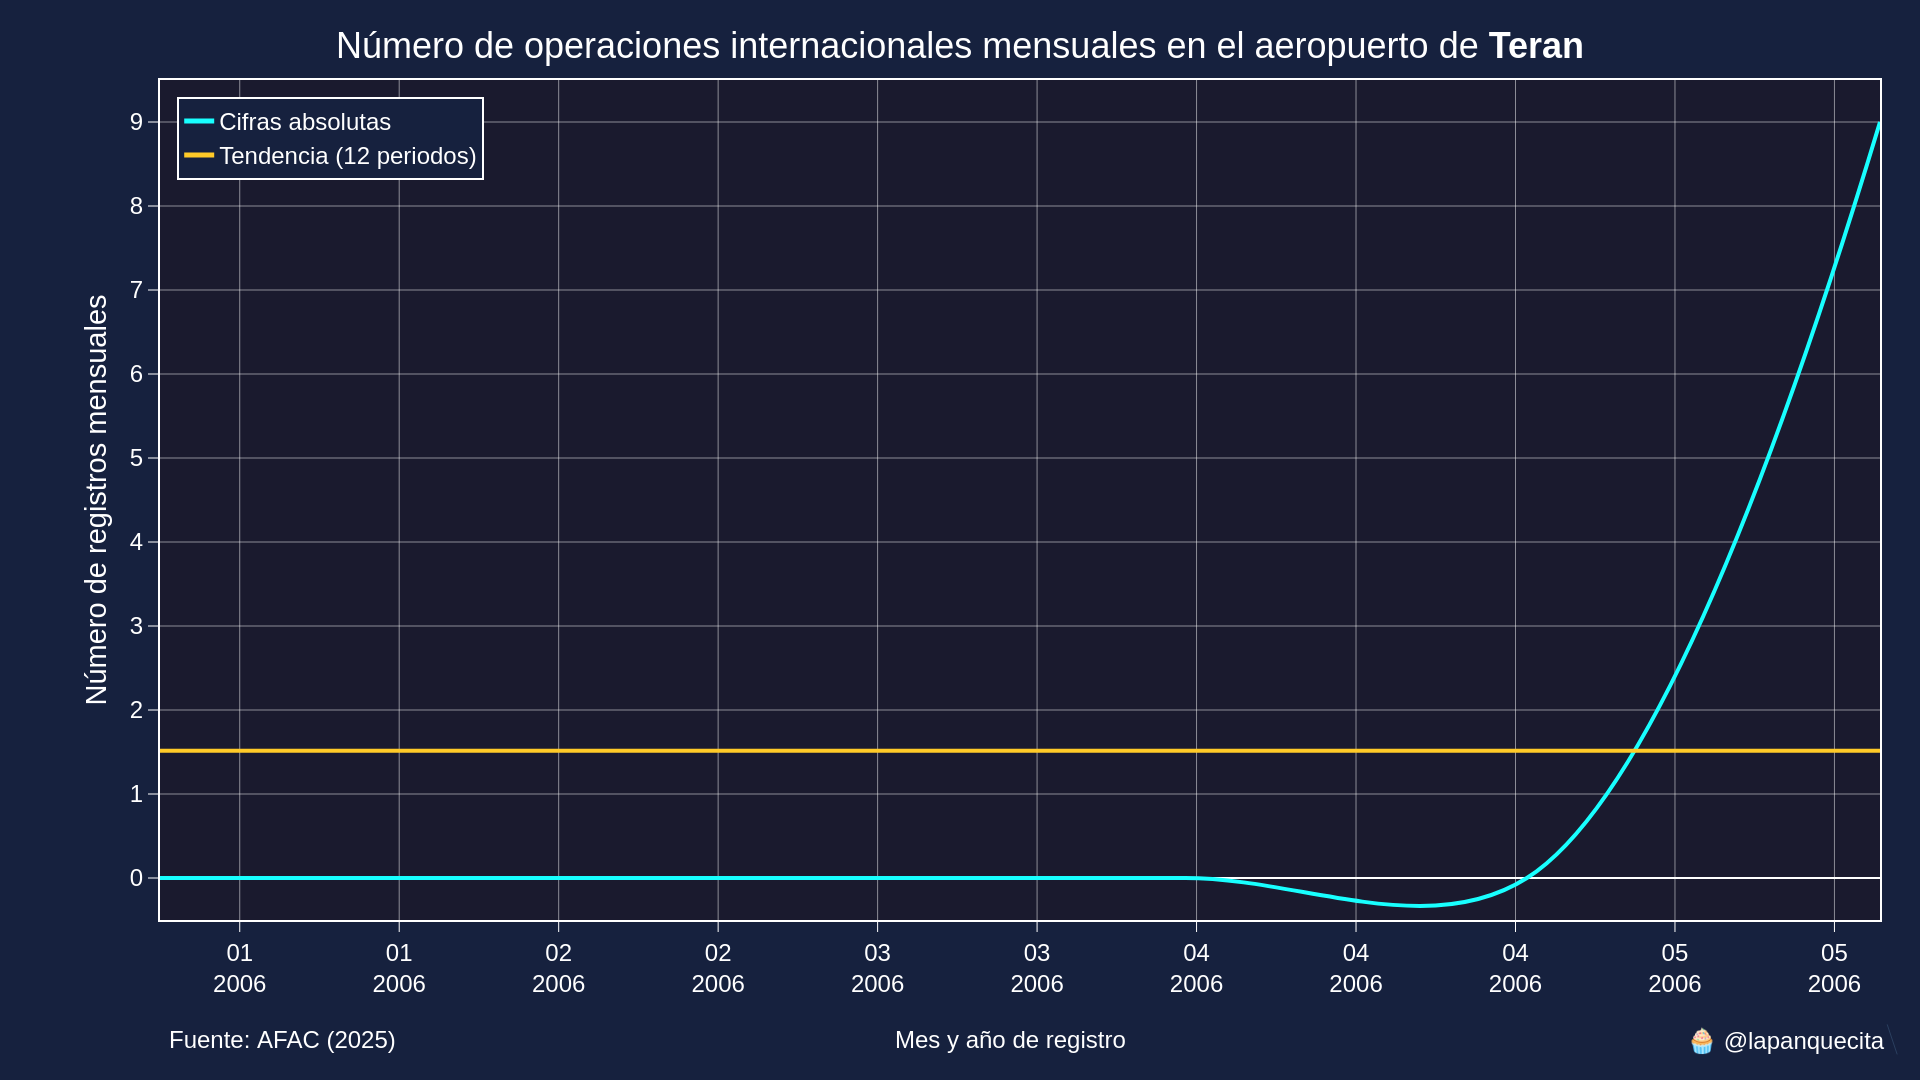 Número de operaciones internacionales mensuales en el aeropuerto de Teran
Cifras absolutas
Tendencia (12 periodos)
Número de registros mensuales
9
8
7
6
5
4
3
2
1
0
01 01 02 02 03 03 04 04 04 05 05
2006 2006 2006 2006 2006 2006 2006 2006 2006 2006 2006
Fuente: AFAC (2025)
Mes y año de registro
🧁 @lapanquecita